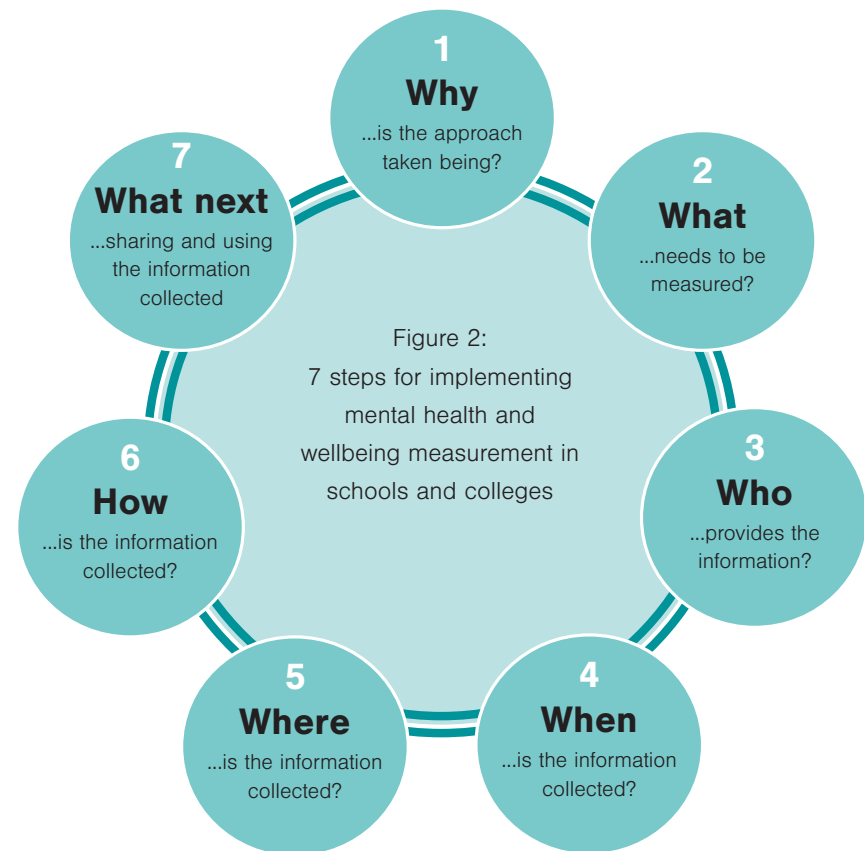 1
Why
...is the approach
taken being?
2
What
...needs to be
measured?
3
Who
...provides the
information?
4
When
...is the information
collected?
5
Where
...is the information
collected?
6
How
...is the information
collected?
7
What next
...sharing and using
the information
collected
Figure 2:
7 steps for implementing
mental health and
wellbeing measurement in
schools and colleges